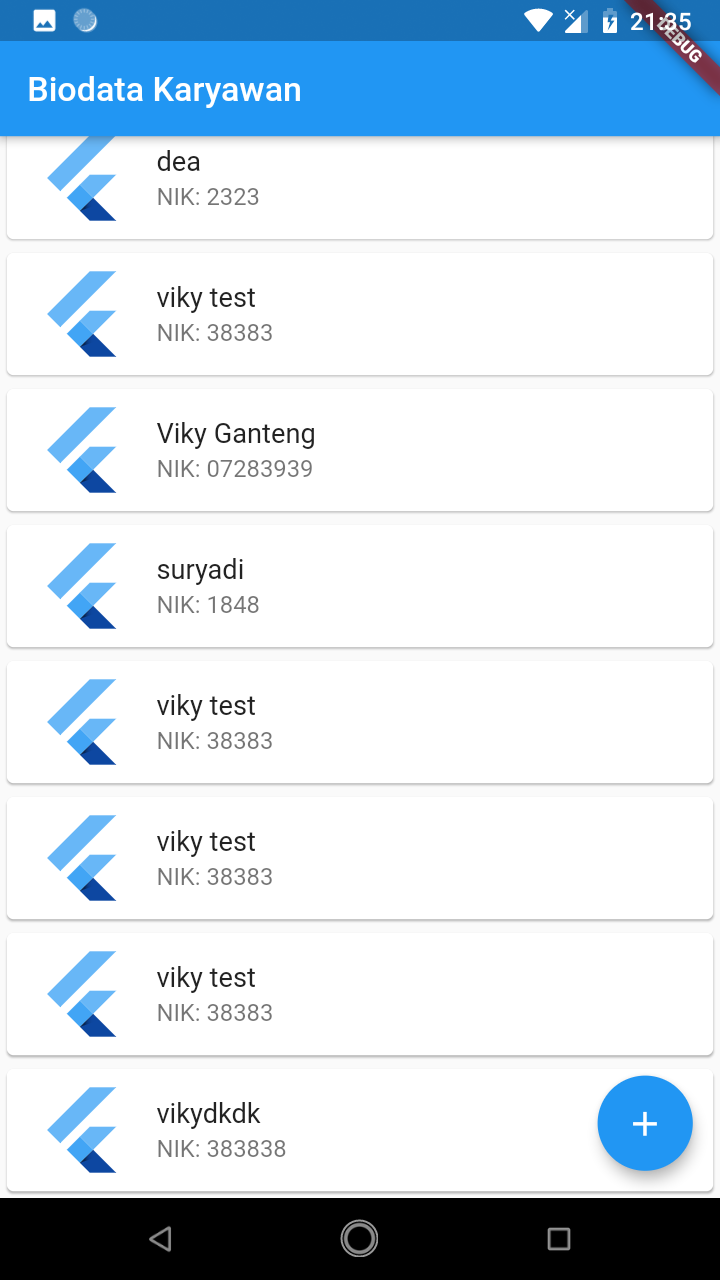 21:35
DEBUG
Biodata Karyawan
dea
NIK: 2323
viky test
NIK: 38383
Viky Ganteng
NIK: 07283939
suryadi
NIK: 1848
viky test
NIK: 38383
viky test
NIK: 38383
viky test
NIK: 38383
vikydkdk
NIK: 383838